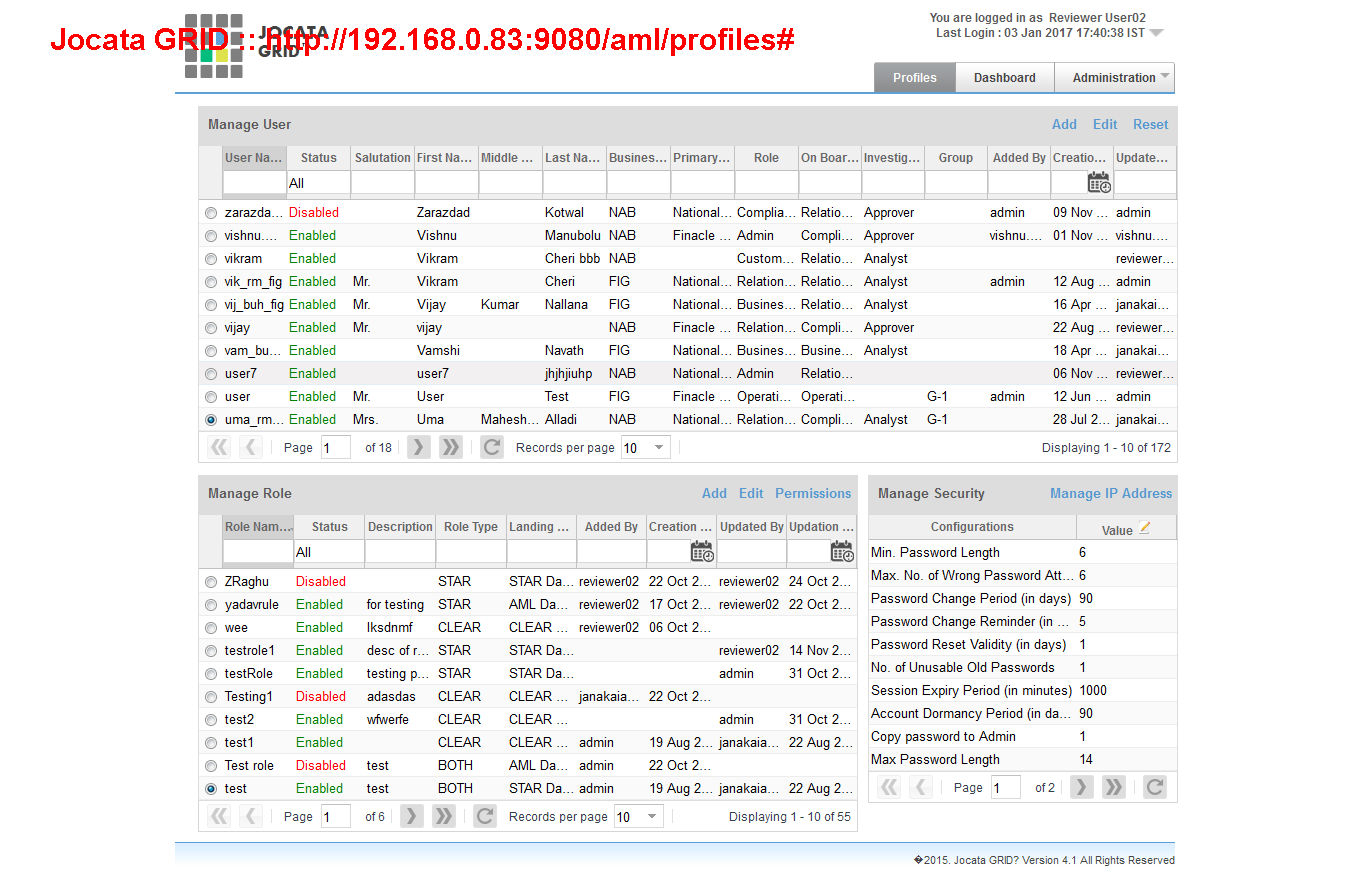 You are logged in as Reviewer User02
Last Login : 03 Jan 2017 17:40:38 IST
Jocata GRID :: http://192.168.0.83:9080/aml/profiles#
JOCATA
GRID
Profiles Dashboard Administration
Manage User Add Edit Reset
User Na... Status Salutation First Na... Middle ... Last Na... Business... Primary... Role On Boar... Investig... Group Added By Creatio... Update...
All
zarazda... Disabled Zarazdad Kotwal NAB National... Complia... Relatio... Approver admin 09 Nov ... admin
vishnu.... Enabled Vishnu Manubolu NAB Finacle ... Admin Compli... Approver vishnu.... 01 Nov ... vishnu....
vikram Enabled Vikram Cheri bbb NAB Custom... Relatio... Analyst reviewer...
vik_rm_fig Enabled Mr. Vikram Cheri FIG National... Relation... Relatio... Analyst admin 12 Aug ... admin
vij_buh_fig Enabled Mr. Vijay Kumar Nallana FIG National... Busines... Relatio... Analyst 16 Apr ... janakai...
vijay Enabled Mr. vijay NAB Finacle ... Relation... Compli... Approver 22 Aug ... reviewer...
vam_bu... Enabled Vamshi Navath FIG National... Busines... Busine... Analyst 18 Apr ... janakai...
user7 Enabled user7 jhjhjiuhp NAB National... Admin Relatio... 06 Nov ... reviewer...
user Enabled Mr. User Test FIG Finacle ... Operati... Operati... G-1 admin 12 Jun ... admin
uma_rm... Enabled Mrs. Uma Mahesh... Alladi NAB National... Relation... Compli... Analyst G-1 28 Jul 2... janakai...
Page 1 of 18 Records per page 10 Displaying 1 - 10 of 172
Manage Role Add Edit Permissions
Role Nam... Status Description Role Type Landing ... Added By Creation ... Updated By Updation ...
All
ZRaghu Disabled STAR STAR Da... reviewer02 22 Oct 2... reviewer02 24 Oct 2...
yadavrule Enabled for testing STAR AML Da... reviewer02 17 Oct 2... reviewer02 22 Oct 2...
wee Enabled lksdnmf CLEAR CLEAR ... reviewer02 06 Oct 2...
testrole1 Enabled desc of r... STAR STAR Da... reviewer02 14 Nov 2...
testRole Enabled testing p... STAR STAR Da... admin 31 Oct 2...
Testing1 Disabled adasdas CLEAR CLEAR ... janakaia... 22 Oct 2...
test2 Enabled wfwerfe CLEAR CLEAR ... admin 31 Oct 2...
test1 Enabled CLEAR CLEAR ... admin 19 Aug 2... janakaia... 22 Aug 2...
Test role Disabled test BOTH AML Da... admin 22 Oct 2...
test Enabled test BOTH STAR Da... admin 19 Aug 2... janakaia... 22 Aug 2...
Page 1 of 6 Records per page 10 Displaying 1 - 10 of 55
Manage Security Manage IP Address
Configurations Value
Min. Password Length 6
Max. No. of Wrong Password Att... 6
Password Change Period (in days) 90
Password Change Reminder (in ... 5
Password Reset Validity (in days) 1
No. of Unusable Old Passwords 1
Session Expiry Period (in minutes) 1000
Account Dormancy Period (in da... 90
Copy password to Admin 1
Max Password Length 14
Page 1 of 2
�2015. Jocata GRID? Version 4.1 All Rights Reserved